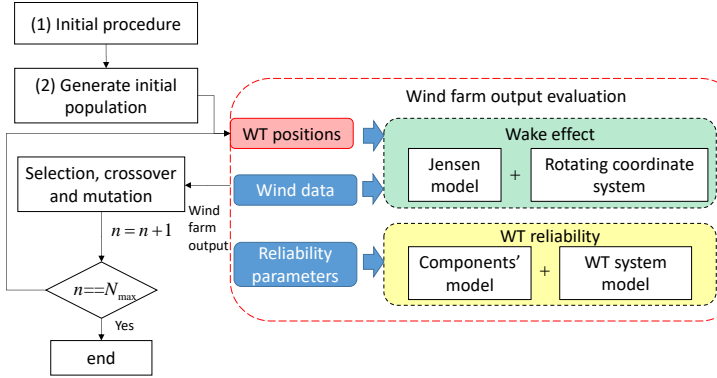 (1) Initial procedure
(2) Generate initial
population
Selection, crossover
and mutation
n = n + 1
n==Nmax
Yes
end
Wind
farm
output
Wind farm output evaluation
WT positions
Wind data
Reliability
parameters
Wake effect
Jensen
model
+
Rotating coordinate
system
WT reliability
Components'
model
+
WT system
model